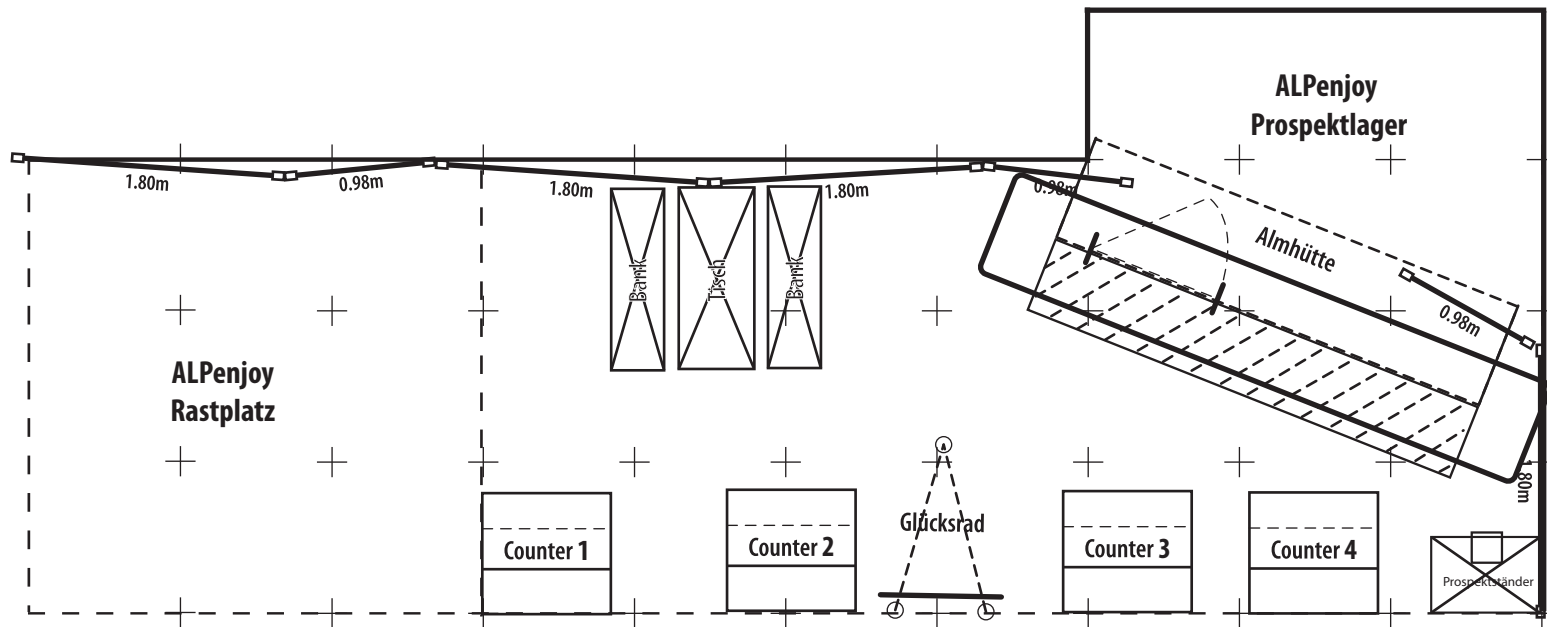 ALPenjoy
Prospektlager
1.80m
0.98m
1.80m
1.80m
0.98m
Almhütte
0.98m
Bank
Tisch
Bank
ALPenjoy
Rastplatz
1.80m
Glücksrad
Counter 1
Counter 2
Counter 3
Counter 4
Prospektständer